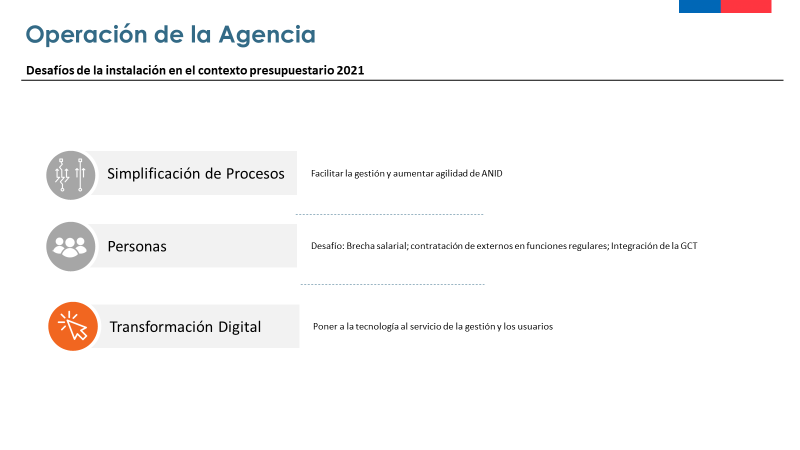 Operación de la Agencia
Desafíos de la instalación en el contexto presupuestario 2021
Simplificación de Procesos
Facilitar la gestión y aumentar agilidad de ANID
Personas
Desafío: Brecha salarial; contratación de externos en funciones regulares; Integración de la GCT
Transformación Digital
Poner a la tecnología al servicio de la gestión y los usuarios